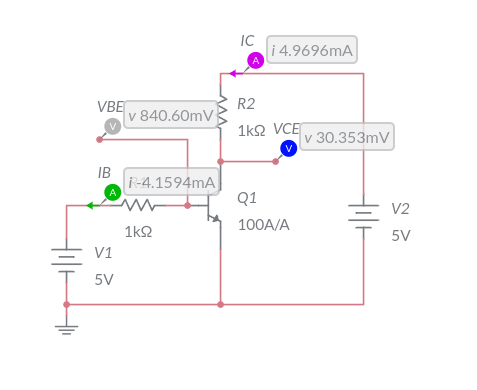 IC
i 4.9696mA
VBE
v 840.60mV
R2
1kΩ
VCE
v 30.353mV
A
V
V
IB
i -4.1594mA
A
Q1
100A/A
1kΩ
V1
5V
V2
5V